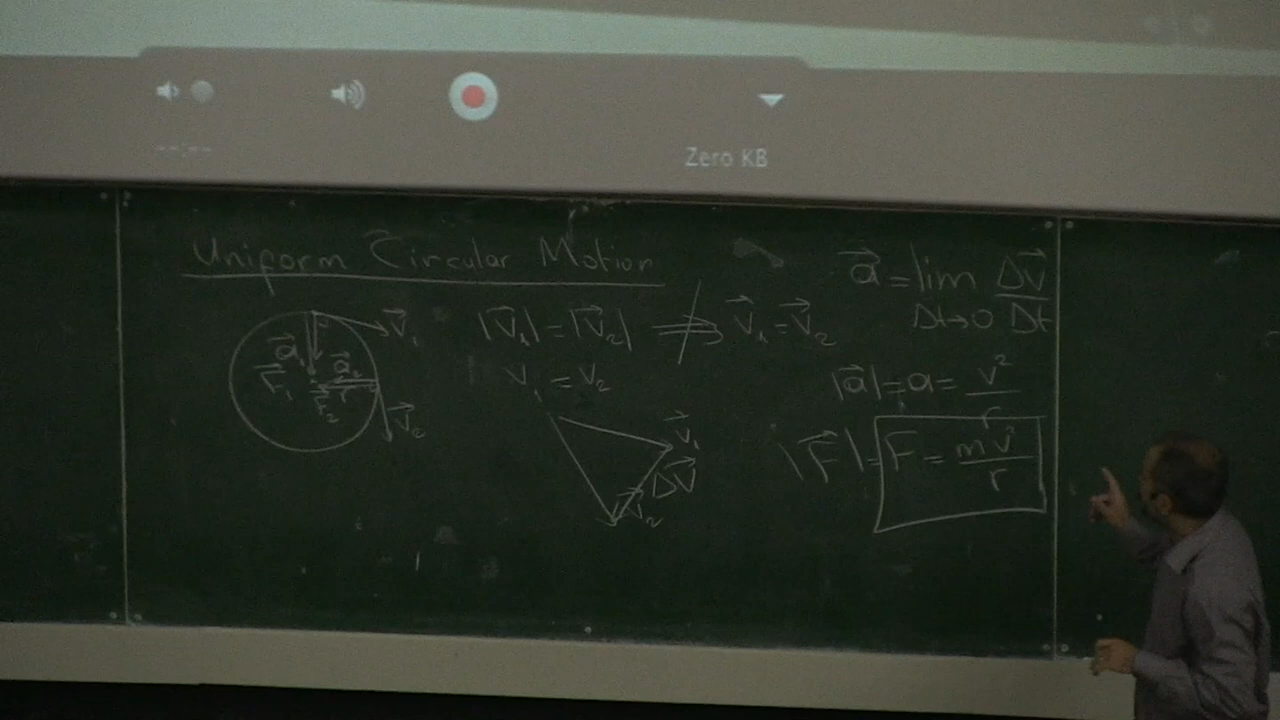 --:--
Zero KB
Uniform Circular Motion
a⃗₁
r⃗₁
a⃗₂
r
r⃗₂
v⃗₁
v⃗₂
|v⃗₁| = |v⃗₂| ⇏ v⃗₁ = v⃗₂
v₁ = v₂
v⃗₁
Δv⃗
v⃗₂
a⃗ = lim Δt→0 Δv⃗/Δt
|a⃗| = a = v²/r
|F⃗| = F = mv²/r